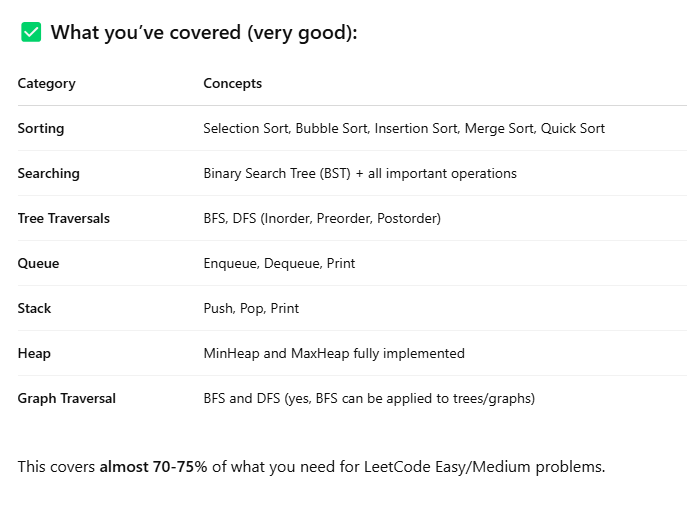 ✅ What you’ve covered (very good):
Category Concepts
Sorting Selection Sort, Bubble Sort, Insertion Sort, Merge Sort, Quick Sort
Searching Binary Search Tree (BST) + all important operations
Tree Traversals BFS, DFS (Inorder, Preorder, Postorder)
Queue Enqueue, Dequeue, Print
Stack Push, Pop, Print
Heap MinHeap and MaxHeap fully implemented
Graph Traversal BFS and DFS (yes, BFS can be applied to trees/graphs)
This covers almost 70-75% of what you need for LeetCode Easy/Medium problems.